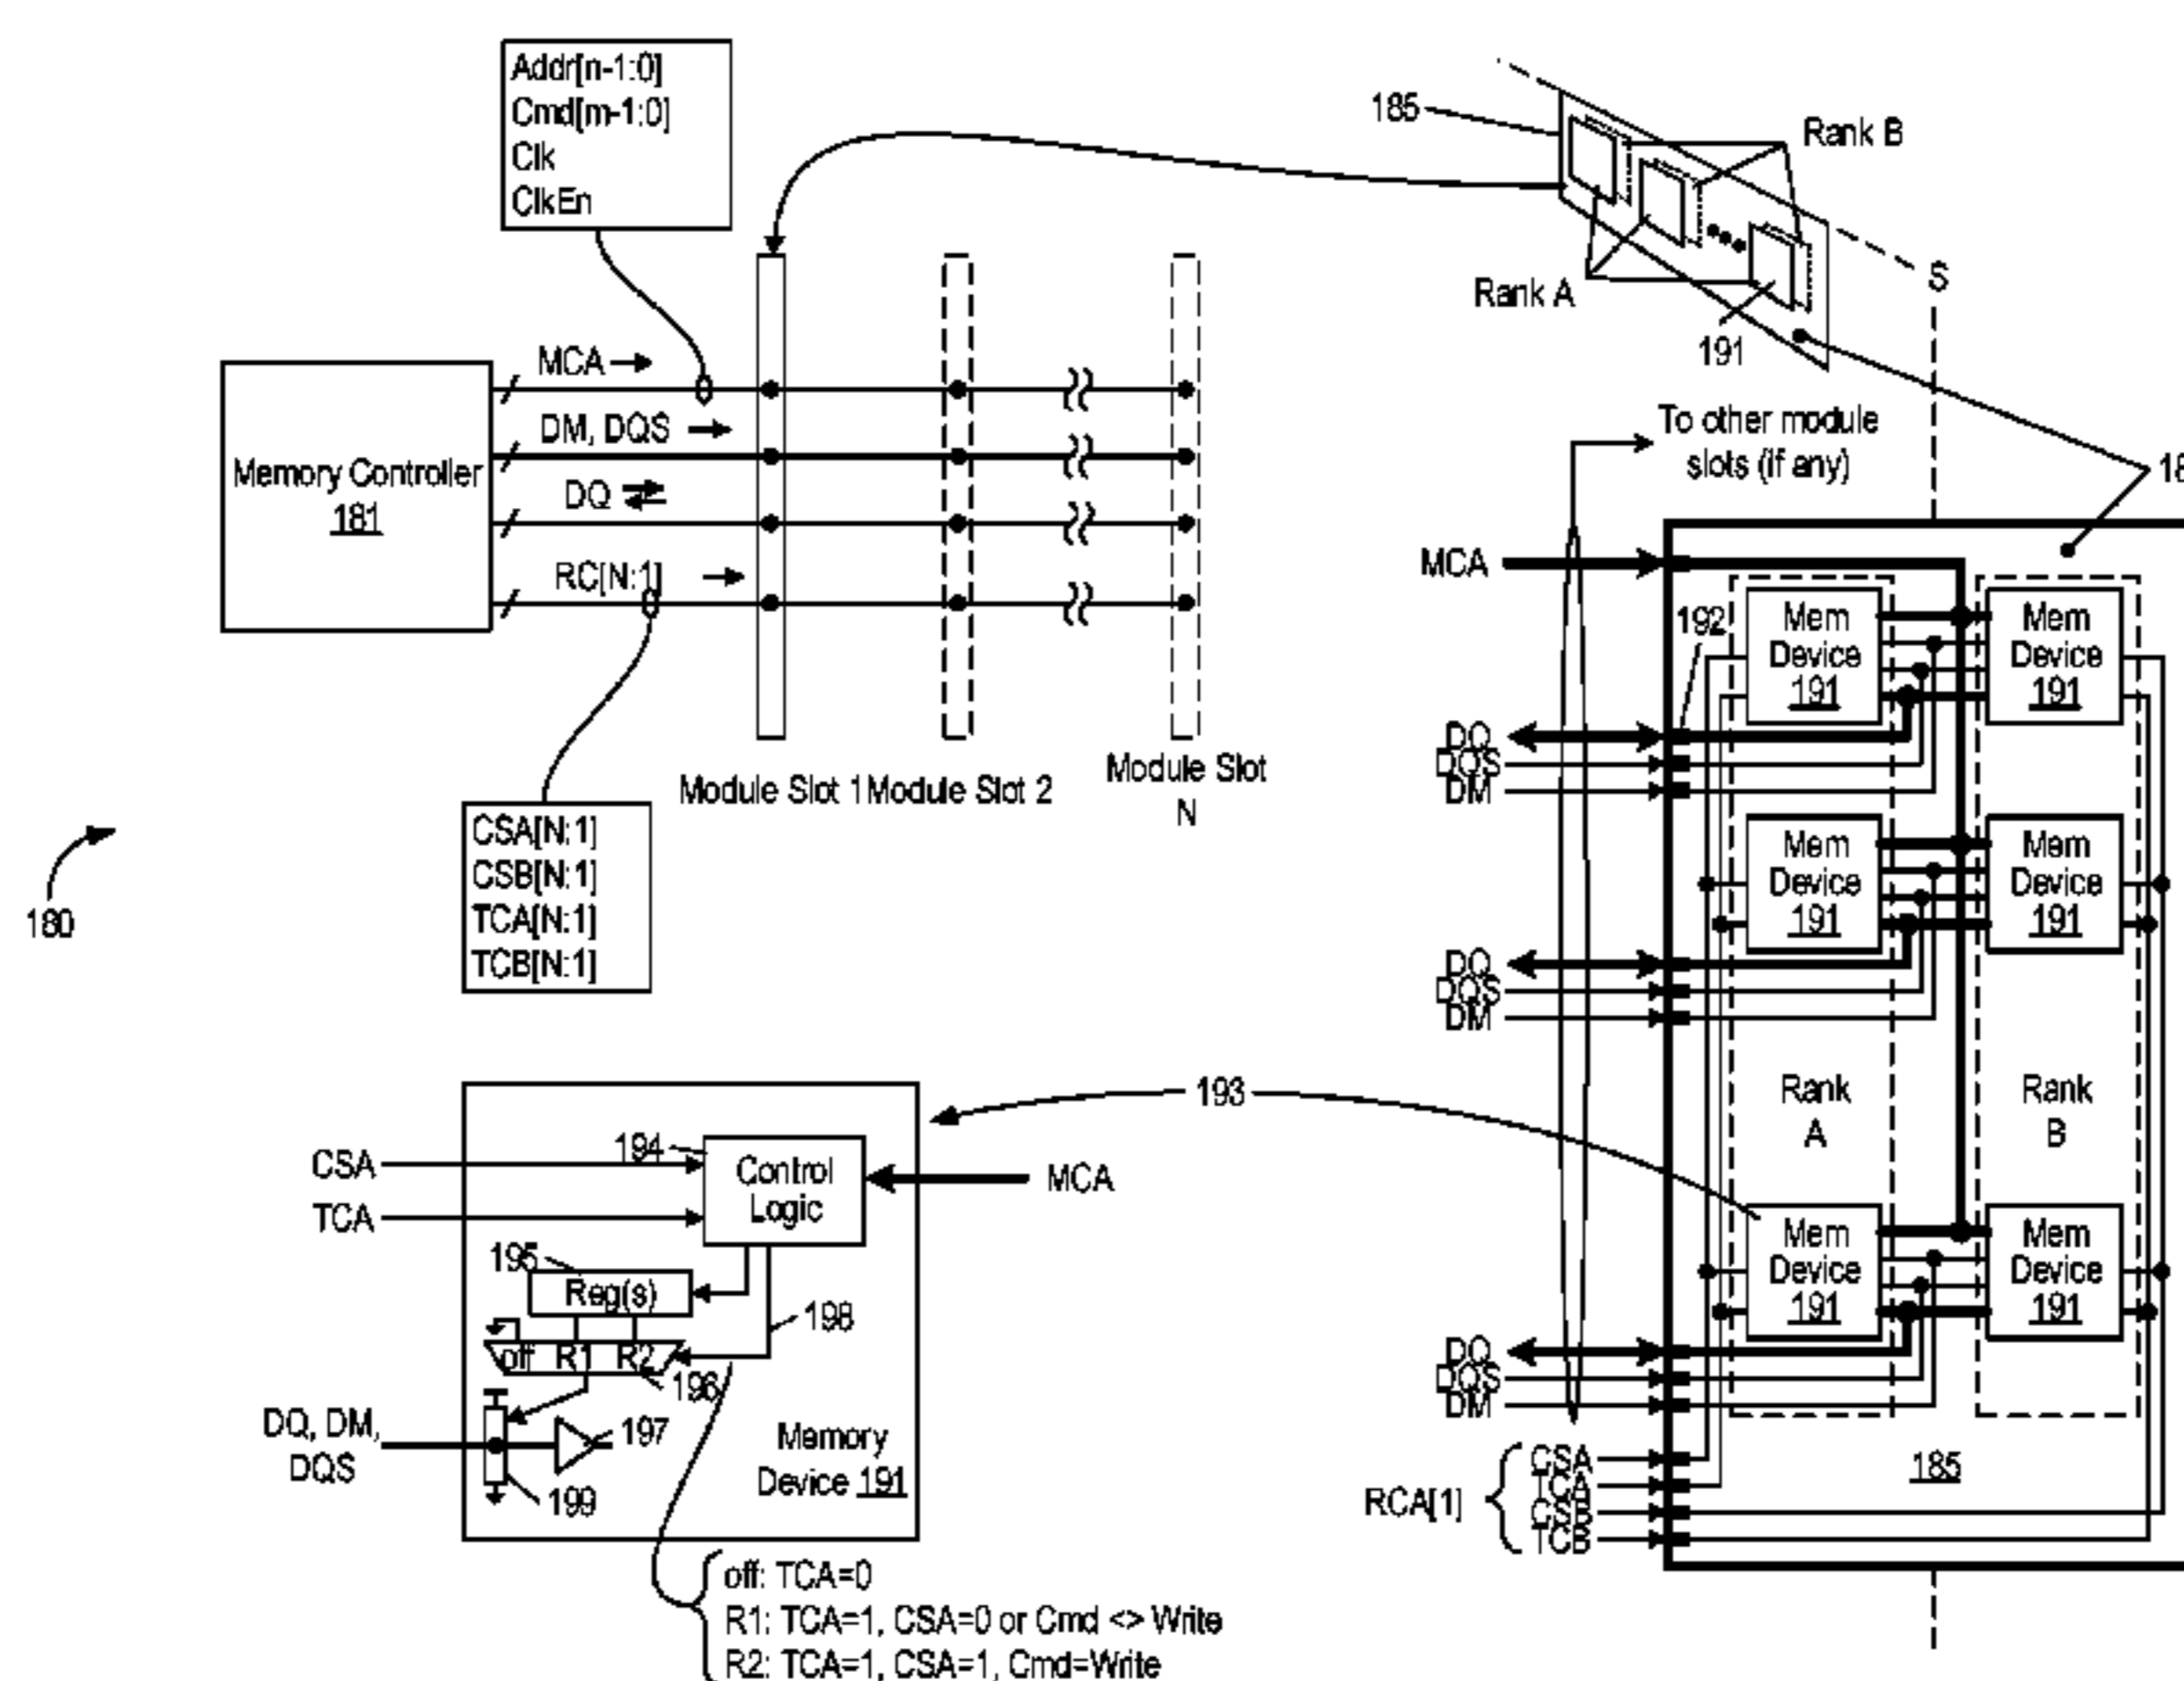 Addr[n-1:0]
Cmd[m-1:0]
Clk
ClkEn
185
Rank B
Rank A
191
S
MCA
DM, DQS
DQ
RC[N:1]
Memory Controller
181
Module Slot 1
Module Slot 2
Module Slot
N
CSA[N:1]
CSB[N:1]
TCA[N:1]
TCB[N:1]
180
To other module
slots (if any)
MCA
192
Mem
Device
191
Mem
Device
191
DQ
DQS
DM
Mem
Device
191
Mem
Device
191
DQ
DQS
DM
Rank
A
Rank
B
193
Mem
Device
191
Mem
Device
191
DQ
DQS
DM
RCA[1]
CSA
TCA
CSB
TCB
185
CSA
TCA
194
Control
Logic
MCA
195
Reg(s)
198
off R1 R2
196
DQ, DM,
DQS
197
199
Memory
Device 191
off: TCA=0
R1: TCA=1, CSA=0 or Cmd <> Write
R2: TCA=1, CSA=1, Cmd=Write